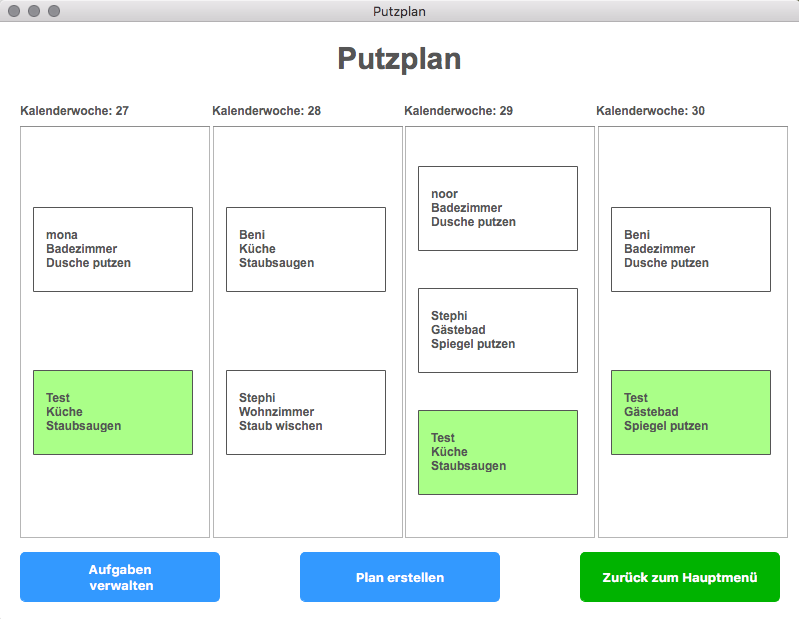 Putzplan
Putzplan
Kalenderwoche: 27
mona
Badezimmer
Dusche putzen
Test
Küche
Staubsaugen
Kalenderwoche: 28
Beni
Küche
Staubsaugen
Stephi
Wohnzimmer
Staub wischen
Kalenderwoche: 29
noor
Badezimmer
Dusche putzen
Stephi
Gästebad
Spiegel putzen
Test
Küche
Staubsaugen
Kalenderwoche: 30
Beni
Badezimmer
Dusche putzen
Test
Gästebad
Spiegel putzen
Aufgaben
verwalten
Plan erstellen
Zurück zum Hauptmenü